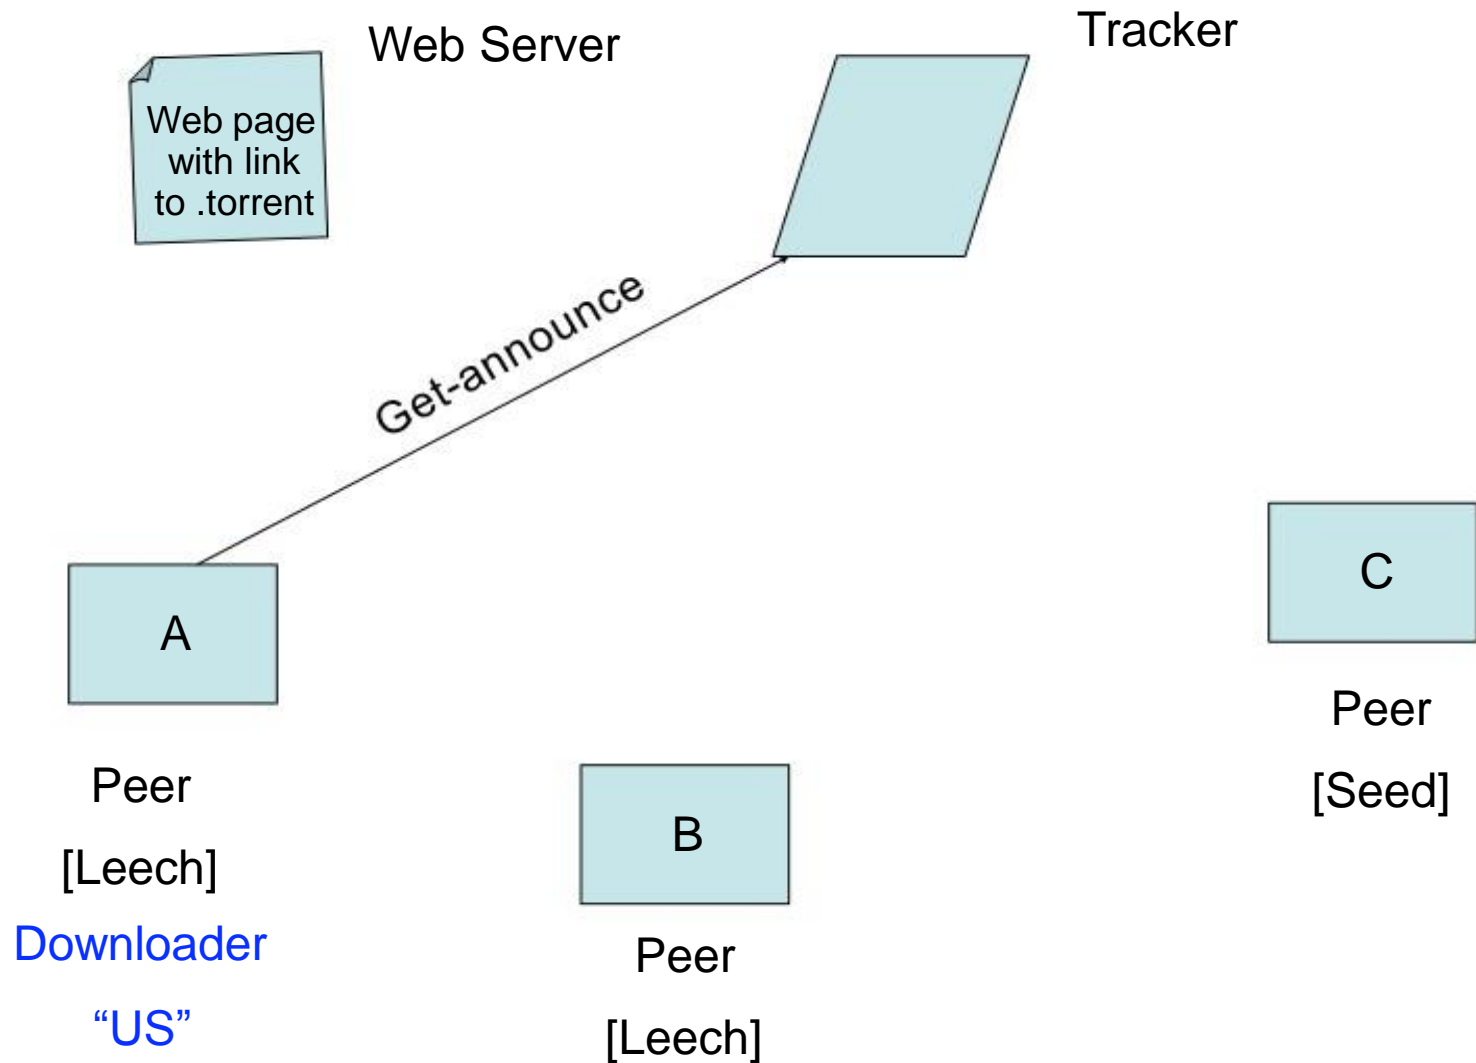 Web Server
Tracker
Web page
with link
to .torrent
Get-announce
A
Peer
[Leech]
Downloader
“US”
B
Peer
[Leech]
C
Peer
[Seed]